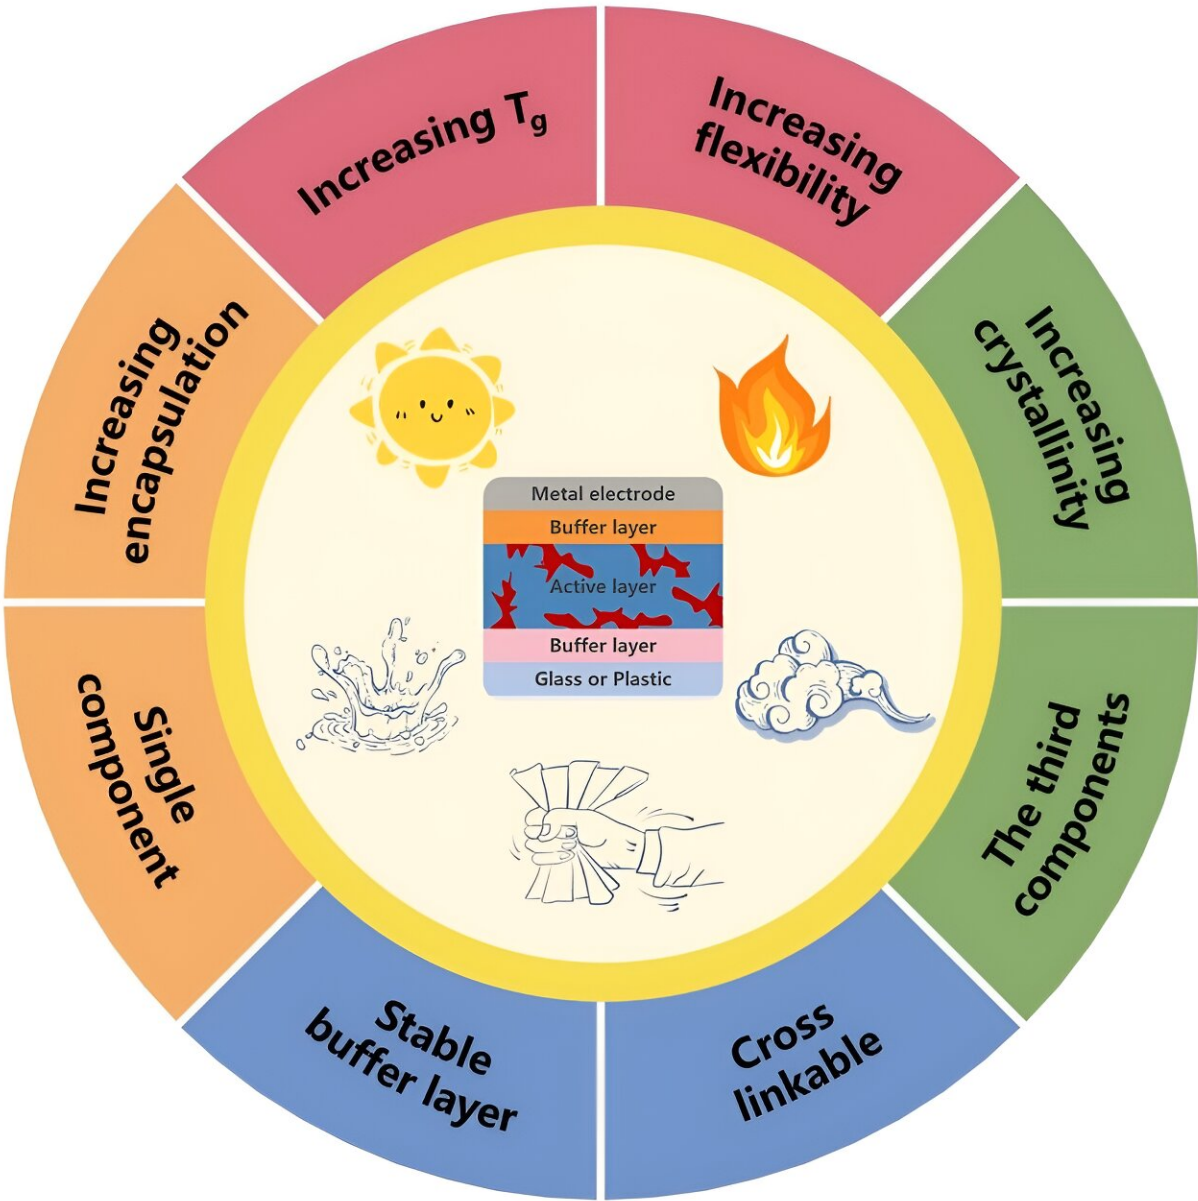 Increasing Tg
Increasing
flexibility
Increasing
crystallinity
The third
components
Cross
linkable
Stable
buffer layer
Single
component
Increasing
encapsulation
Metal electrode
Buffer layer
Active layer
Buffer layer
Glass or Plastic